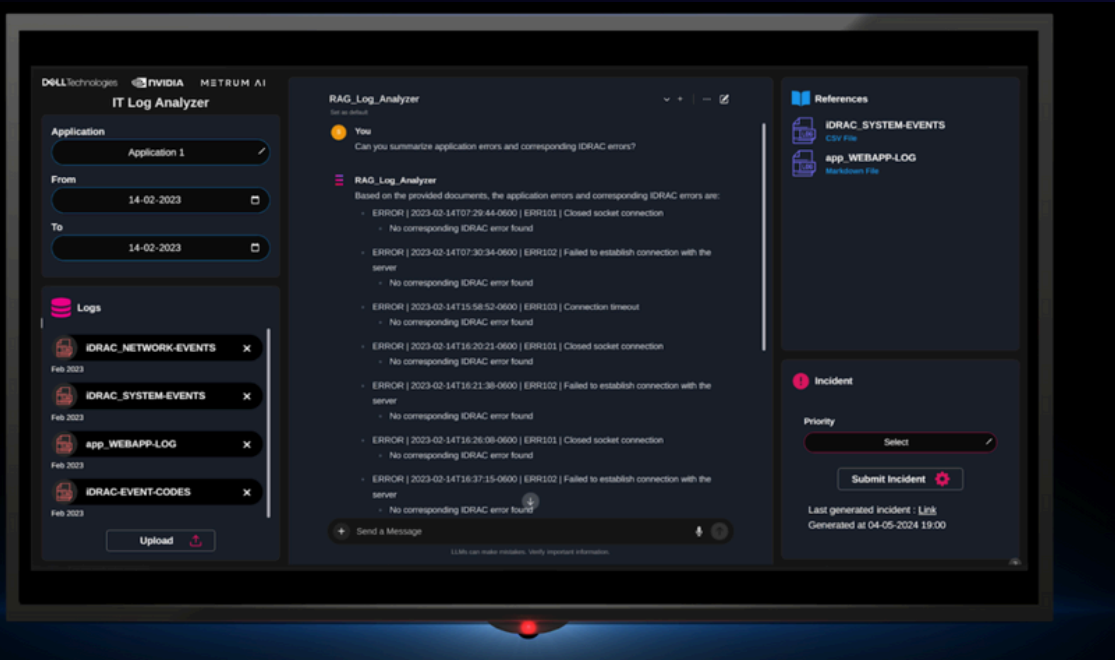 DELLTechnologies NVIDIA METRUM AI
IT Log Analyzer
Application
Application 1
From
14-02-2023
To
14-02-2023
Logs
iDRAC_NETWORK-EVENTS
Feb 2023
iDRAC_SYSTEM-EVENTS
Feb 2023
app_WEBAPP-LOG
Feb 2023
iDRAC-EVENT-CODES
Feb 2023
Upload
RAG_Log_Analyzer
Set as default
You
Can you summarize application errors and corresponding IDRAC errors?
RAG_Log_Analyzer
Based on the provided documents, the application errors and corresponding IDRAC errors are:
ERROR | 2023-02-14T07:29:44-0600 | ERR101 | Closed socket connection
No corresponding IDRAC error found
ERROR | 2023-02-14T07:30:34-0600 | ERR102 | Failed to establish connection with the
server
No corresponding IDRAC error found
ERROR | 2023-02-14T15:58:52-0600 | ERR103 | Connection timeout
No corresponding IDRAC error found
ERROR | 2023-02-14T16:20:21-0600 | ERR101 | Closed socket connection
No corresponding IDRAC error found
ERROR | 2023-02-14T16:21:38-0600 | ERR102 | Failed to establish connection with the
server
No corresponding IDRAC error found
ERROR | 2023-02-14T16:26:08-0600 | ERR101 | Closed socket connection
No corresponding IDRAC error found
ERROR | 2023-02-14T16:37:15-0600 | ERR102 | Failed to establish connection with the
server
No corresponding IDRAC error found
Send a Message
LLMs can make mistakes. Verify important information.
References
iDRAC_SYSTEM-EVENTS
CSV File
app_WEBAPP-LOG
Markdown File
Incident
Priority
Select
Submit Incident
Last generated incident : Link
Generated at 04-05-2024 19:00